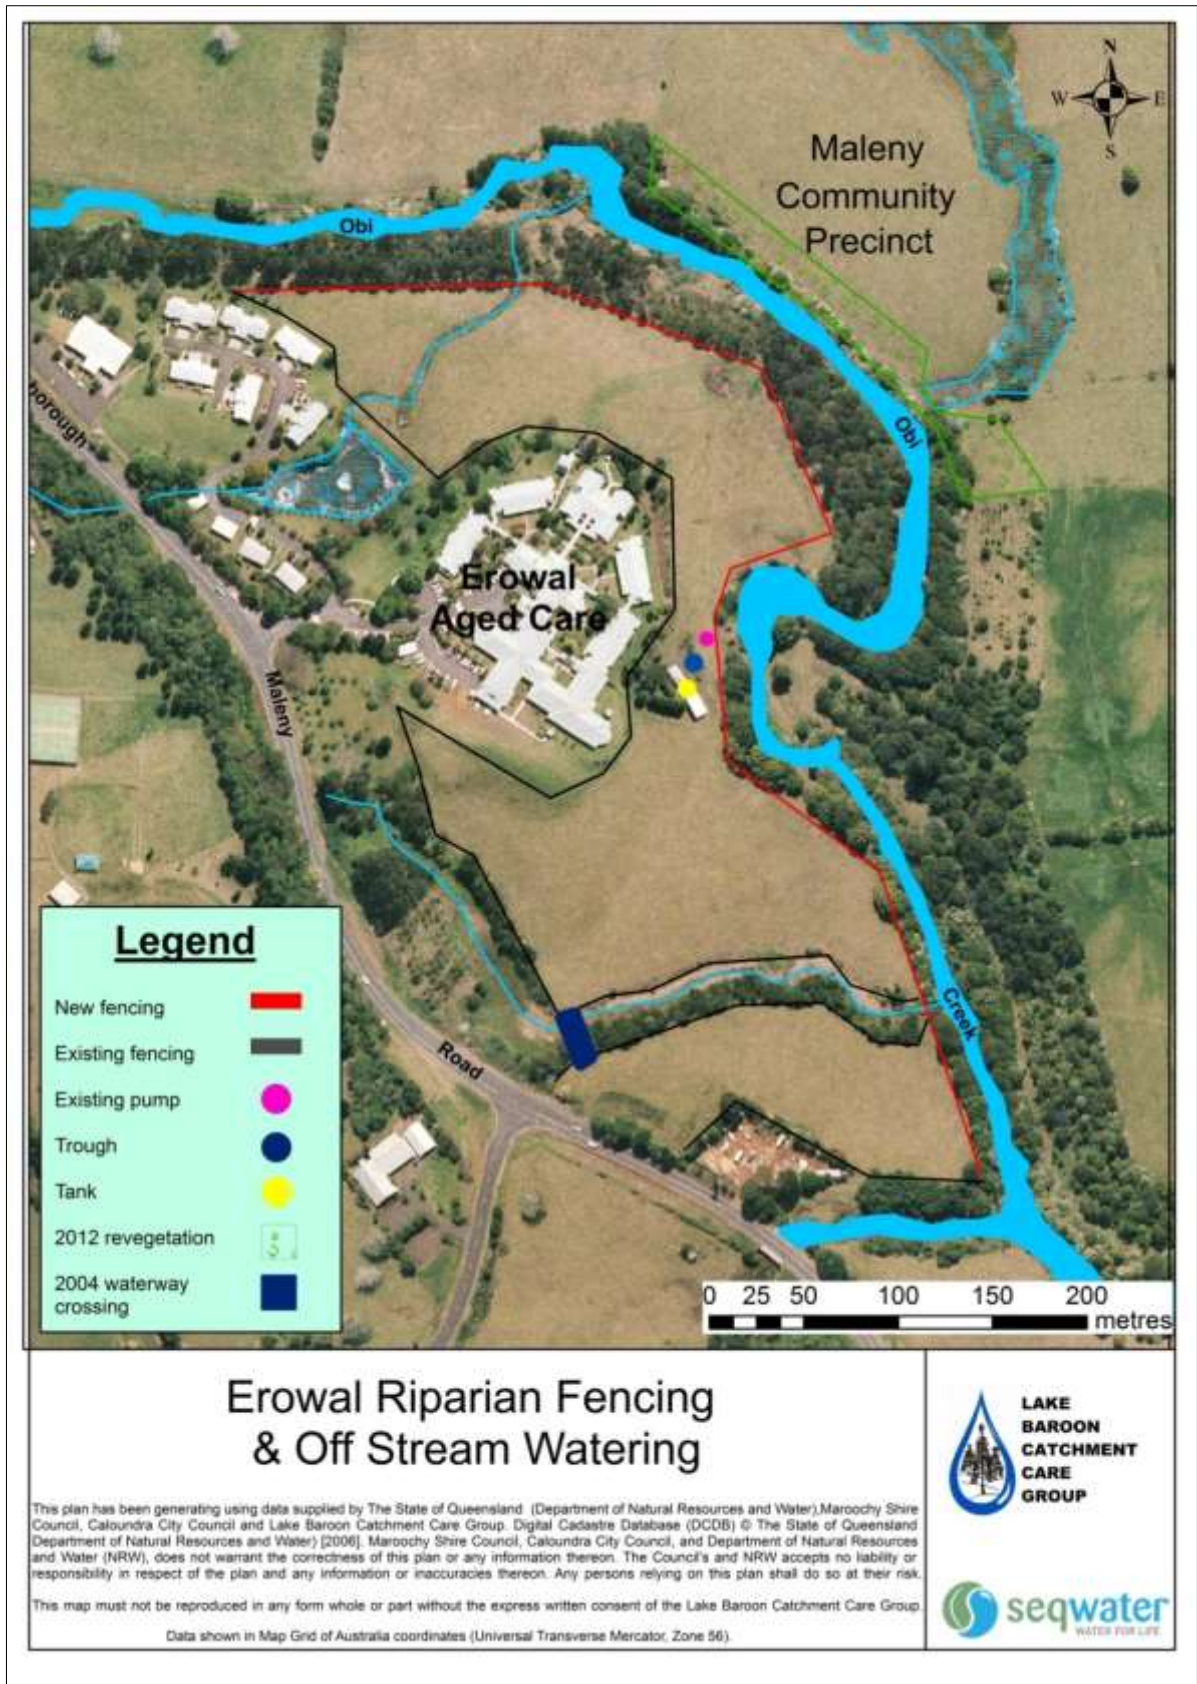 N
W E
S
Maleny
Community
Precinct
Obi
Obi
borough
Erowal
Aged Care
Maleny
Legend
New fencing
Existing fencing
Existing pump
Trough
Tank
2012 revegetation
2004 waterway
crossing
Road
Creek
0 25 50 100 150 200
metres
Erowal Riparian Fencing
& Off Stream Watering
This plan has been generating using data supplied by The State of Queensland (Department of Natural Resources and Water),Maroochy Shire
Council, Caloundra City Council and Lake Baroon Catchment Care Group. Digital Cadastre Database (DCDB) © The State of Queensland
Department of Natural Resources and Water) [2006]. Maroochy Shire Council, Caloundra City Council, and Department of Natural Resources
and Water (NRW), does not warrant the correctness of this plan or any information thereon. The Council's and NRW accepts no liability or
responsibility in respect of the plan and any information or inaccuracies thereon. Any persons relying on this plan shall do so at their risk.
This map must not be reproduced in any form whole or part without the express written consent of the Lake Baroon Catchment Care Group.
Data shown in Map Grid of Australia coordinates (Universal Transverse Mercator, Zone 56).
LAKE
BAROON
CATCHMENT
CARE
GROUP
seqwater
WATER FOR LIFE